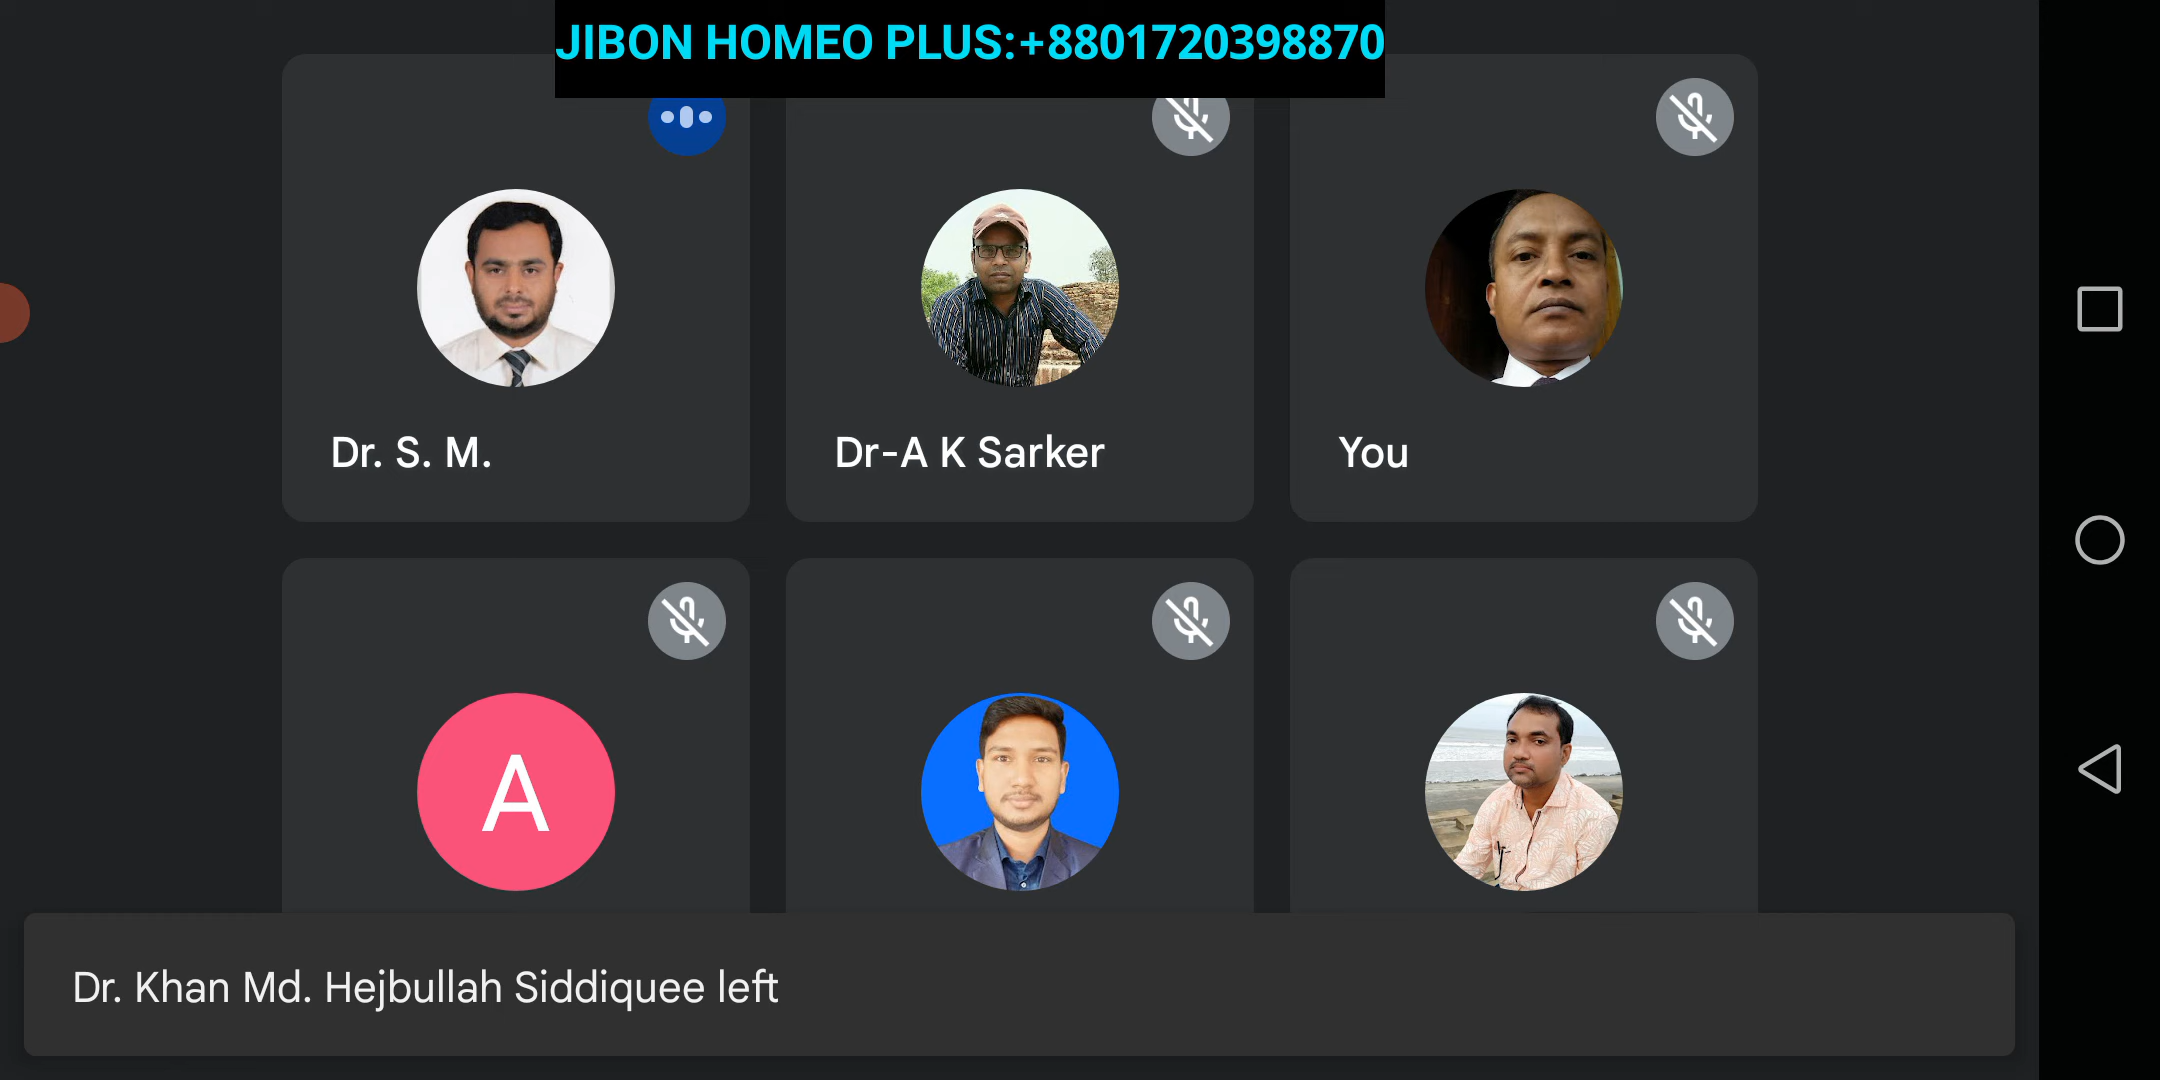 JIBON HOMEO PLUS:+8801720398870
Dr. S. M.
Dr-A K Sarker
You
A
Dr. Khan Md. Hejbullah Siddiquee left